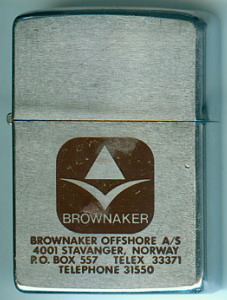 BROWNAKER
BROWNAKER OFFSHORE A/S
4001 STAVANGER, NORWAY
P.O. BOX 557 TELEX 33371
TELEPHONE 31550